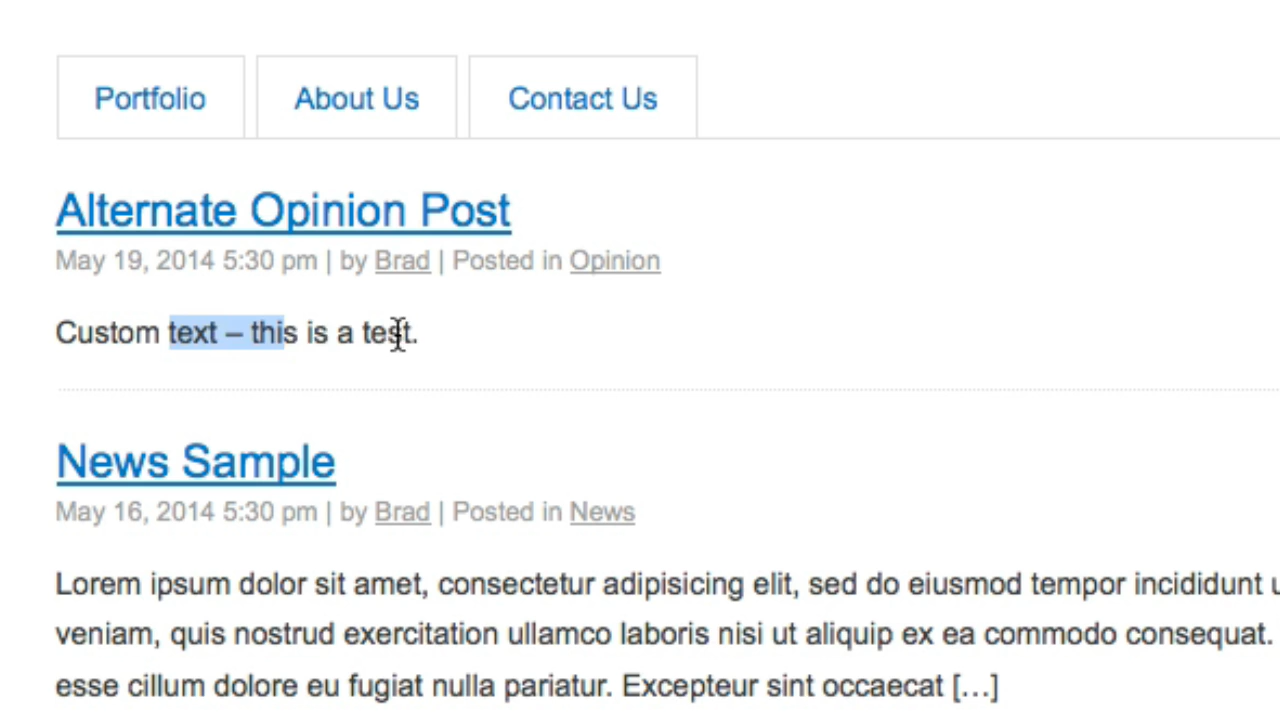 Portfolio About Us Contact Us
Alternate Opinion Post
May 19, 2014 5:30 pm | by Brad | Posted in Opinion
Custom text – this is a test.
News Sample
May 16, 2014 5:30 pm | by Brad | Posted in News
Lorem ipsum dolor sit amet, consectetur adipisicing elit, sed do eiusmod tempor incididunt
veniam, quis nostrud exercitation ullamco laboris nisi ut aliquip ex ea commodo consequat.
esse cillum dolore eu fugiat nulla pariatur. Excepteur sint occaecat […]